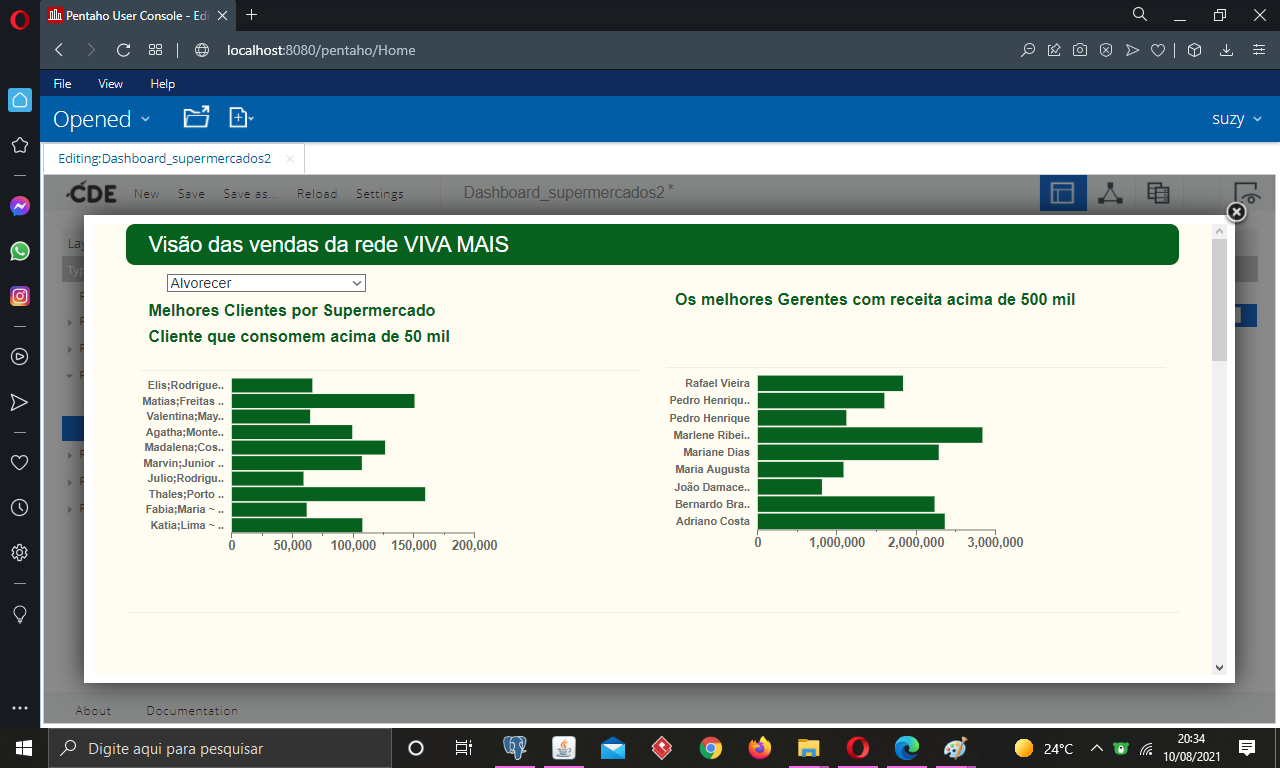 Pentaho User Console - Edi
localhost:8080/pentaho/Home
File View Help
Opened
suzy
Editing:Dashboard_supermercados2
CDE New Save Save as... Reload Settings Dashboard_supermercados2*
Visão das vendas da rede VIVA MAIS
Alvorecer
Melhores Clientes por Supermercado
Cliente que consomem acima de 50 mil
Elis;Rodrigue..
Matias;Freitas ..
Valentina;May..
Agatha;Monte..
Madalena;Cos..
Marvin;Junior ..
Julio;Rodrigu..
Thales;Porto ..
Fabia;Maria ~ ..
Katia;Lima ~ ..
0 50,000 100,000 150,000 200,000
Os melhores Gerentes com receita acima de 500 mil
Rafael Vieira
Pedro Henriqu..
Pedro Henrique
Marlene Ribei..
Mariane Dias
Maria Augusta
João Damace..
Bernardo Bra..
Adriano Costa
0 1,000,000 2,000,000 3,000,000
About Documentation
Digite aqui para pesquisar
24°C
20:34
10/08/2021